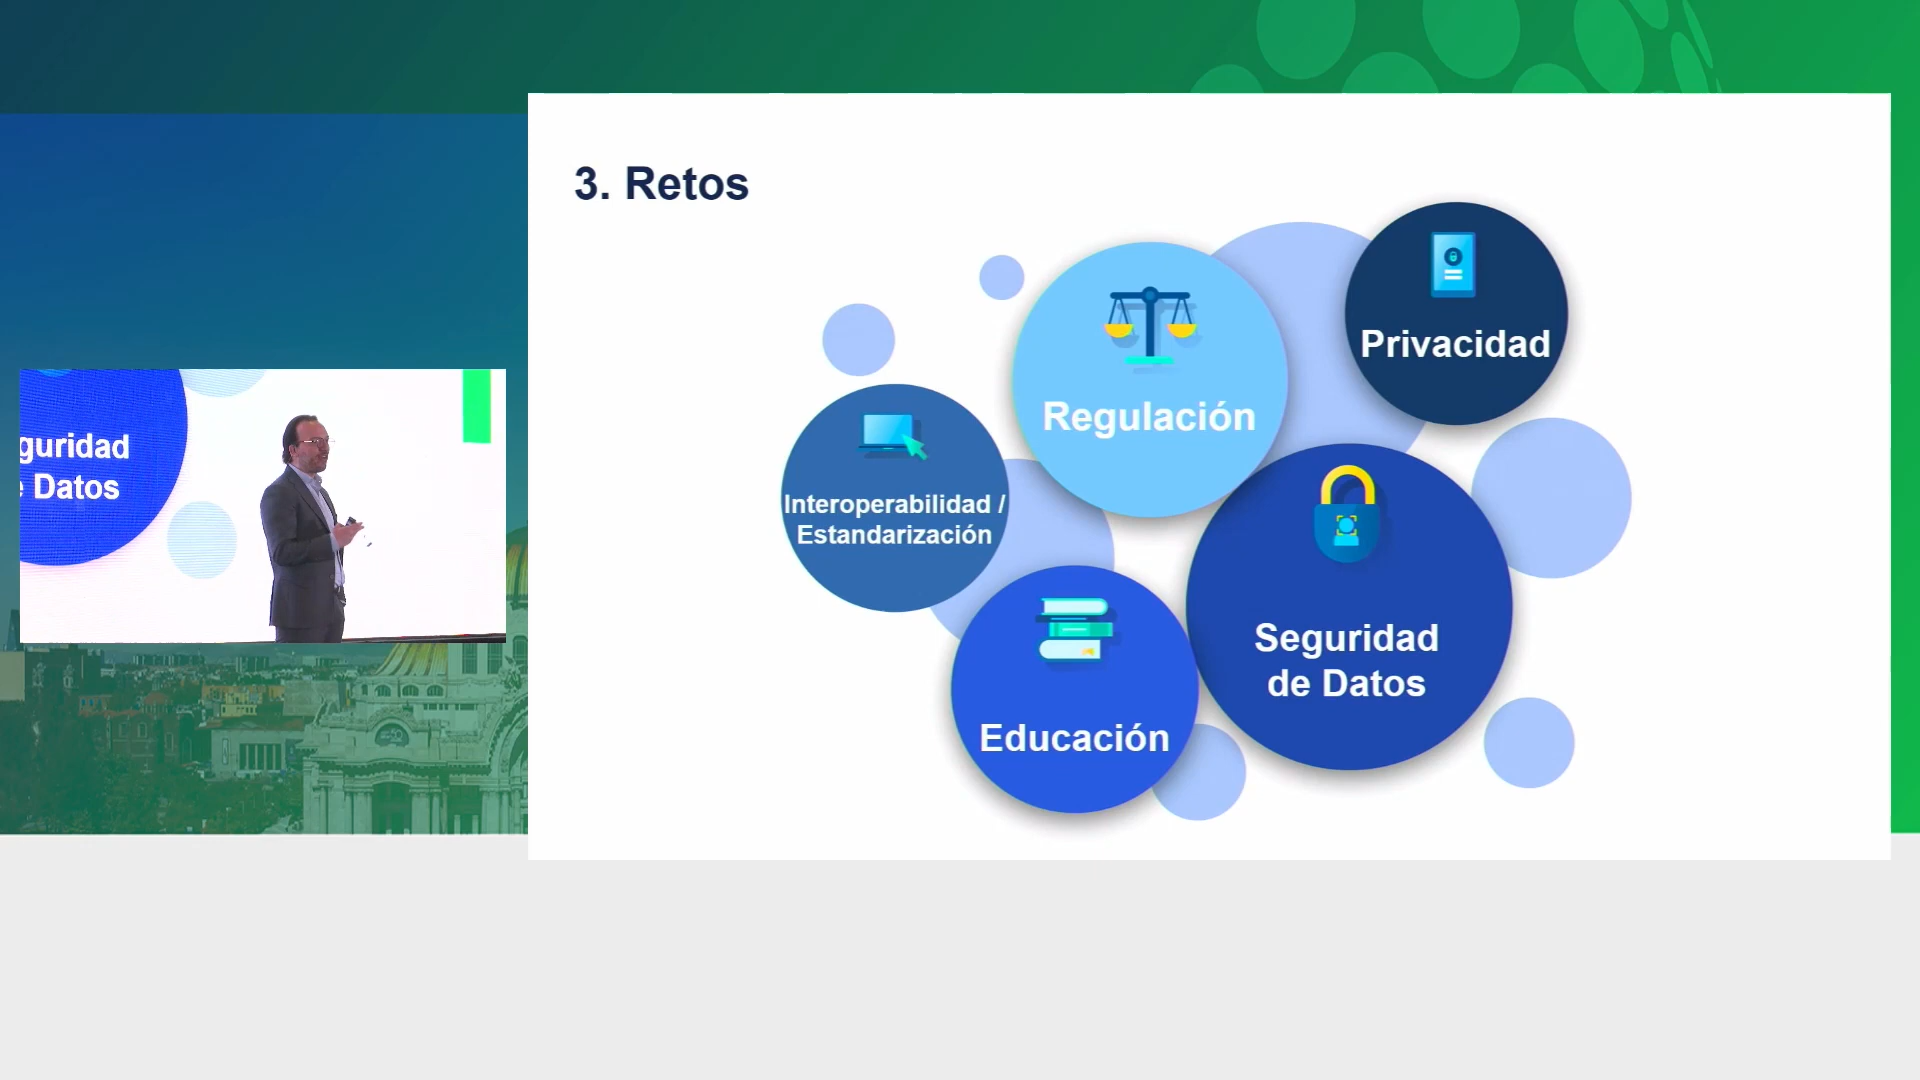 3. Retos
Privacidad
Regulación
Interoperabilidad /
Estandarización
Seguridad
de Datos
Educación
guridad
Datos